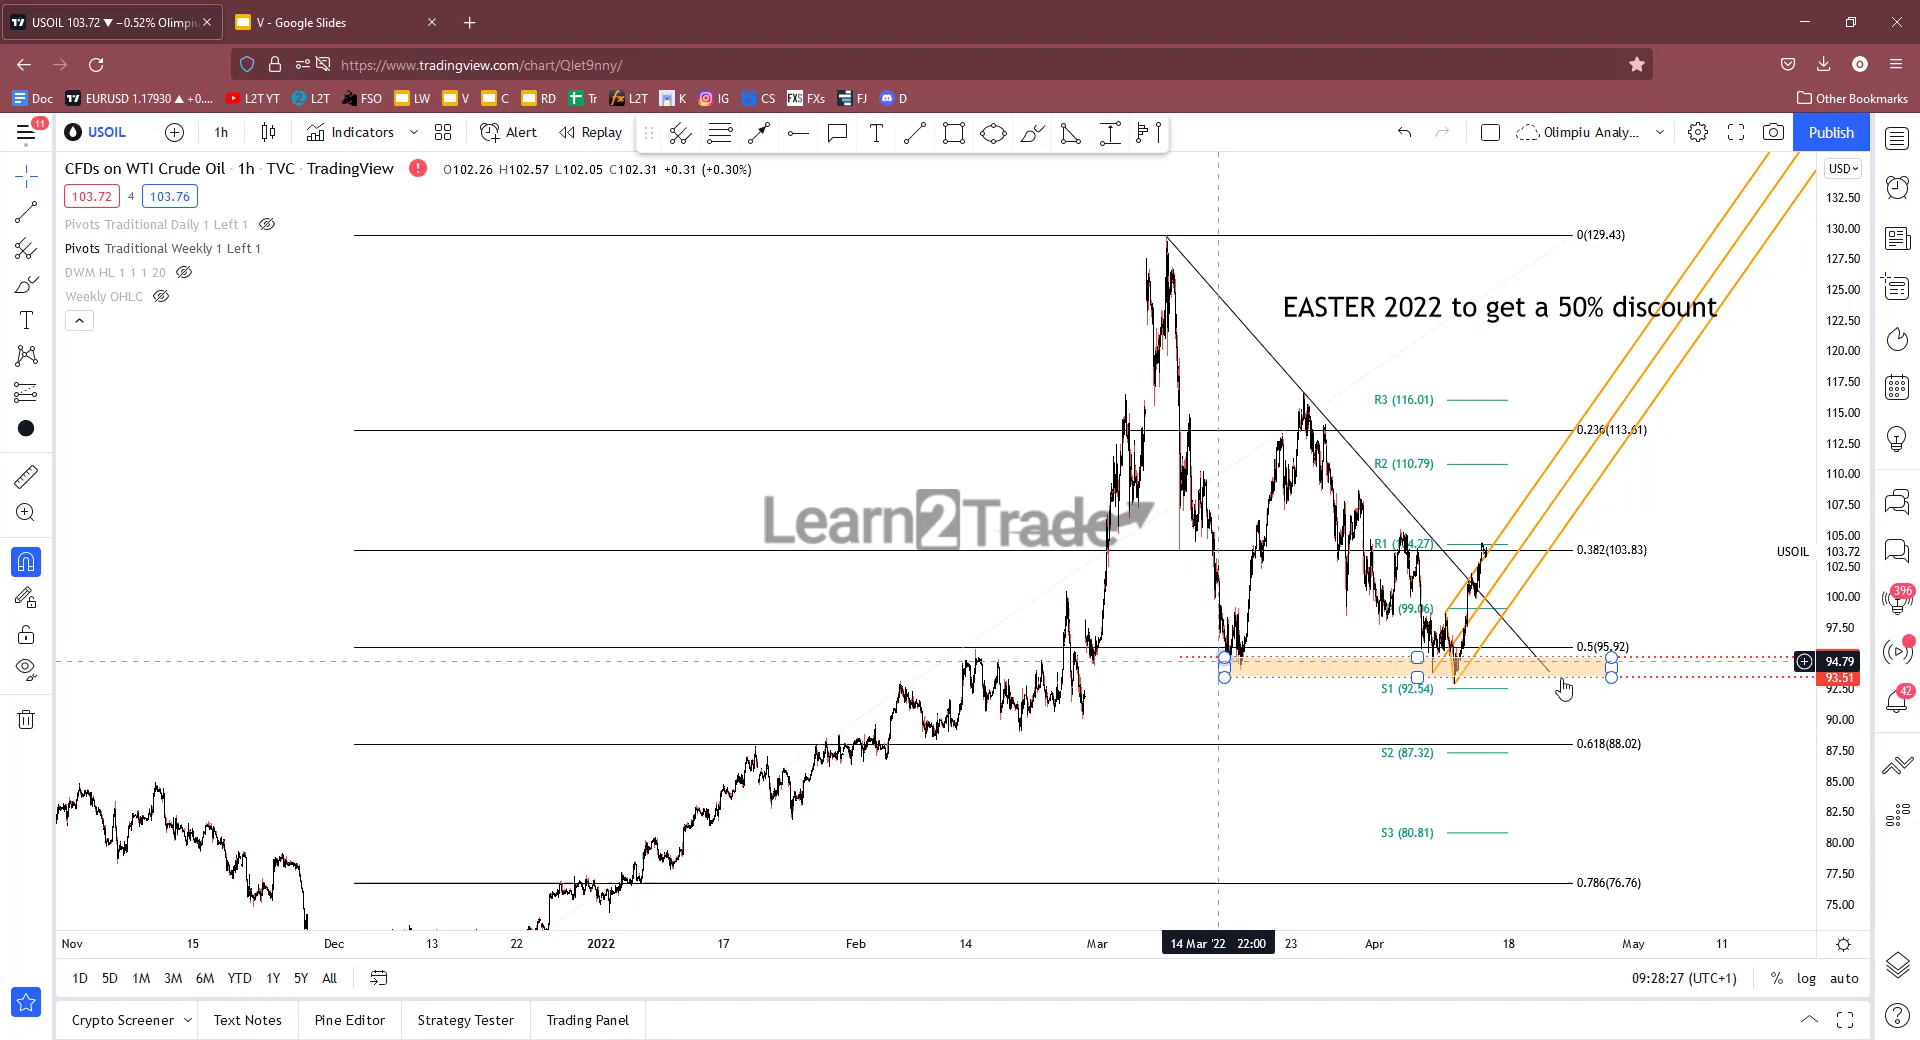 USOIL 103.72 ▼ −0.52% Olimpiu
V - Google Slides
https://www.tradingview.com/chart/Qlet9nny/
Doc
EURUSD 1.17930 ▲ +0....
L2T YT
L2T
FSO
LW
V
C
RD
Tr
L2T
K
IG
CS
FXS FXs
FJ
D
Other Bookmarks
11
USOIL
1h
Indicators
Alert
Replay
Olimpiu Analy...
Publish
CFDs on WTI Crude Oil · 1h · TVC · TradingView
O102.26 H102.57 L102.05 C102.31 +0.31 (+0.30%)
USD
103.72 4 103.76
Pivots Traditional Daily 1 Left 1
Pivots Traditional Weekly 1 Left 1
DWM HL 1 1 1 20
Weekly OHLC
EASTER 2022 to get a 50% discount
Learn2Trade
0(129.43)
R3 (116.01)
0.236(113.61)
R2 (110.79)
R1 (104.27)
0.382(103.83)
(99.06)
0.5(95.92)
S1 (92.54)
0.618(88.02)
S2 (87.32)
S3 (80.81)
0.786(76.76)
132.50
130.00
127.50
125.00
122.50
120.00
117.50
115.00
112.50
110.00
107.50
105.00
USOIL 103.72
102.50
100.00
97.50
94.79
93.51
92.50
90.00
87.50
85.00
82.50
80.00
77.50
75.00
396
42
Nov
15
Dec
13
22
2022
17
Feb
14
Mar
14 Mar '22 22:00
23
Apr
18
May
11
1D 5D 1M 3M 6M YTD 1Y 5Y All
09:28:27 (UTC+1)
% log auto
Crypto Screener
Text Notes
Pine Editor
Strategy Tester
Trading Panel